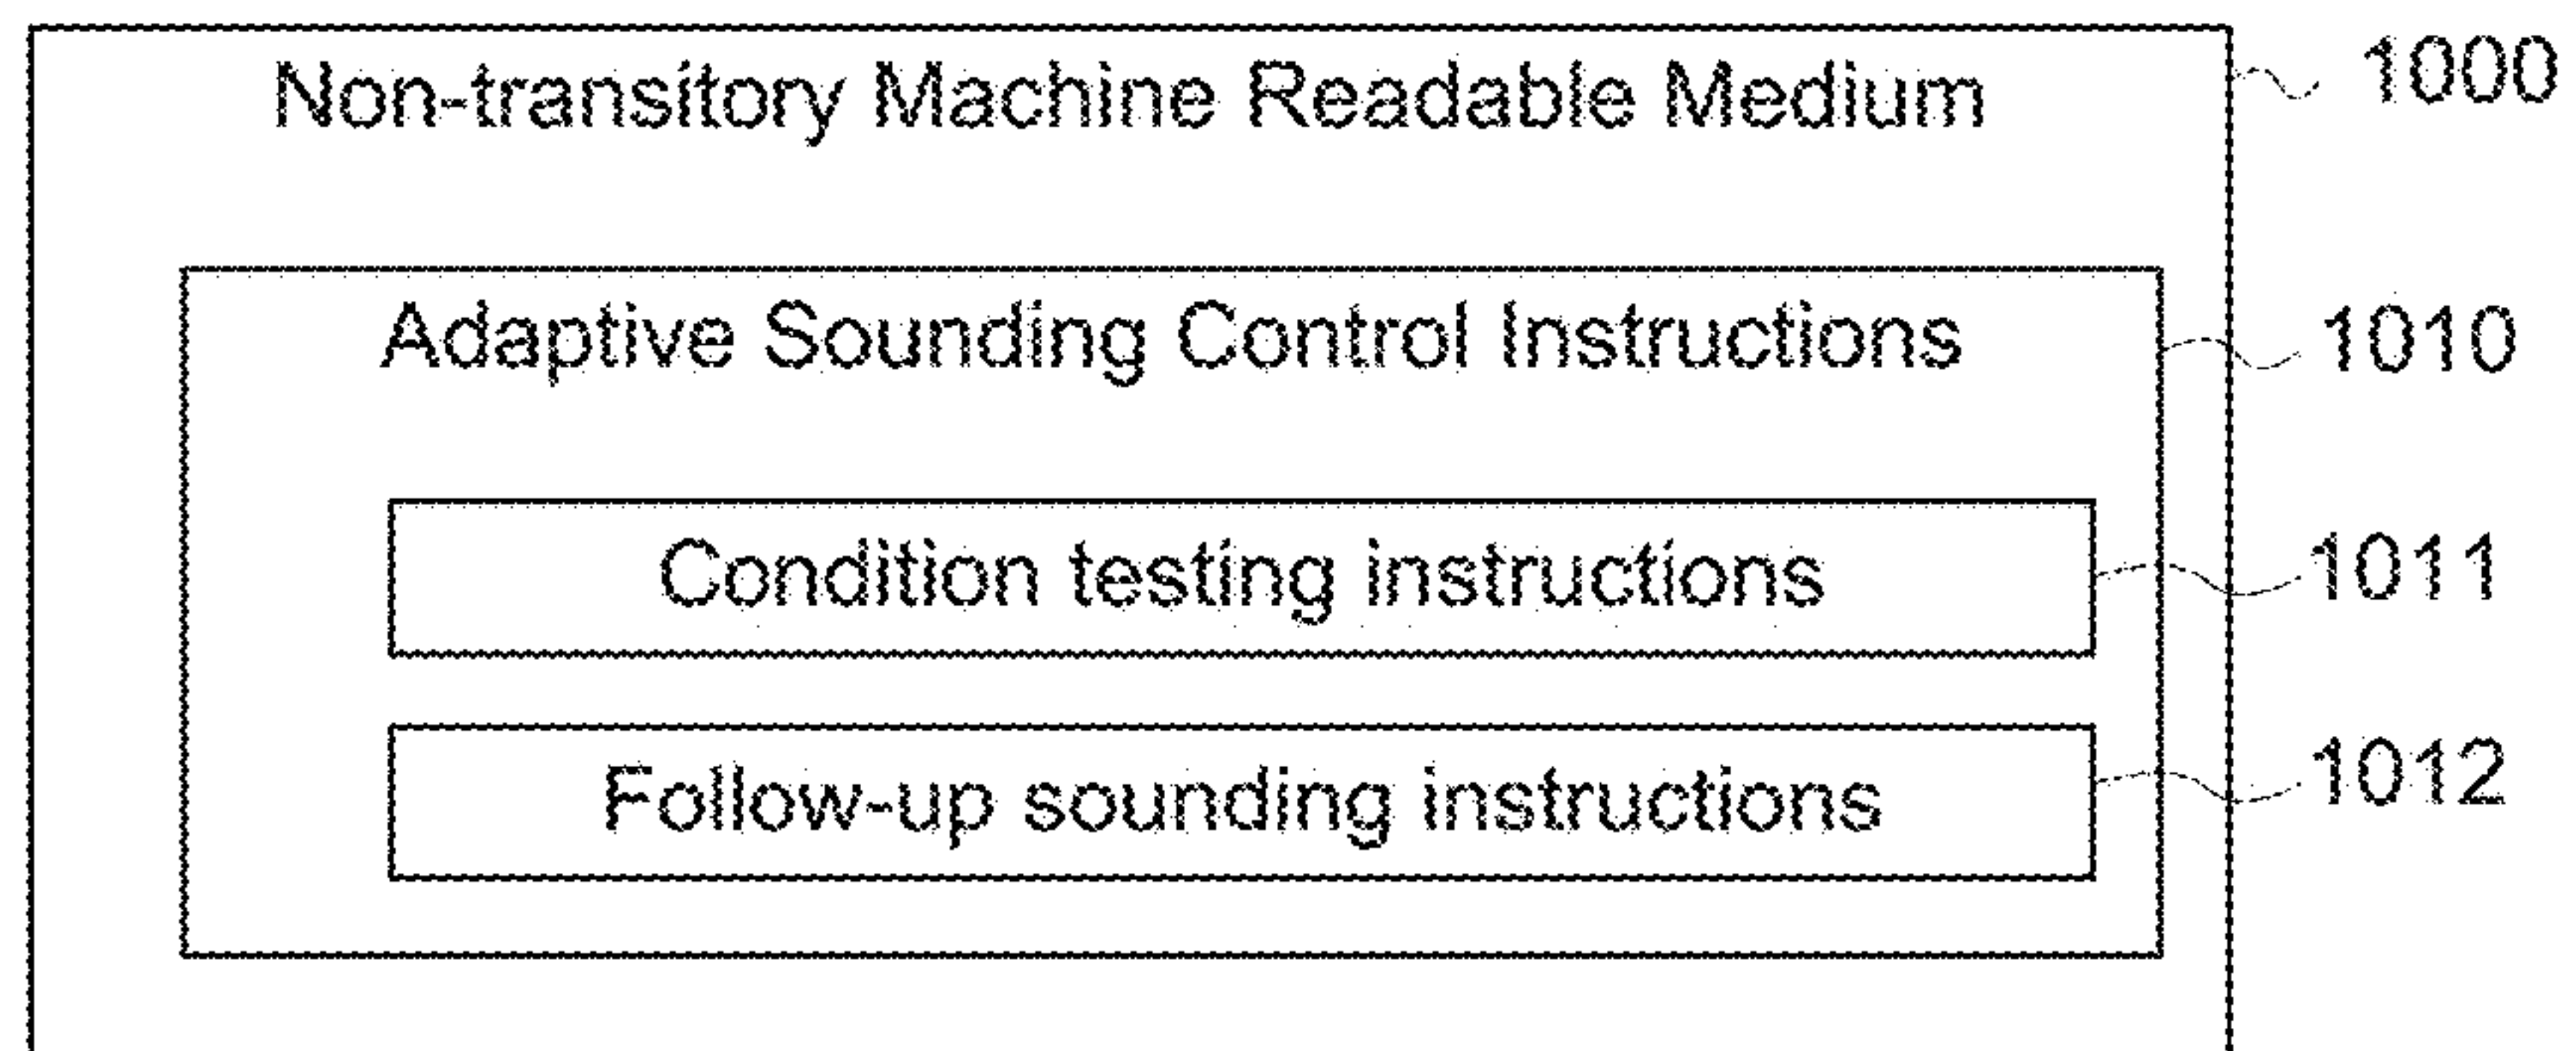 Non-transitory Machine Readable Medium 1000
Adaptive Sounding Control Instructions 1010
Condition testing instructions 1011
Follow-up sounding instructions 1012